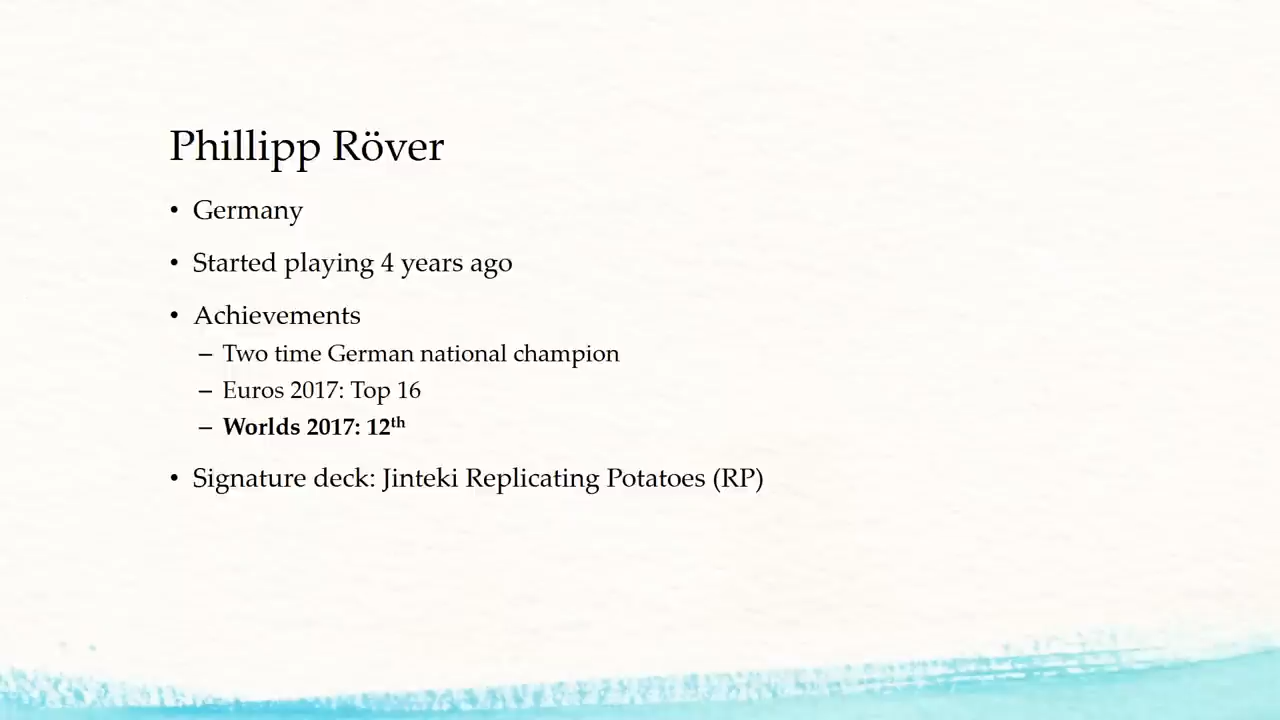 Phillipp Röver
• Germany
• Started playing 4 years ago
• Achievements
– Two time German national champion
– Euros 2017: Top 16
– Worlds 2017: 12th
• Signature deck: Jinteki Replicating Potatoes (RP)